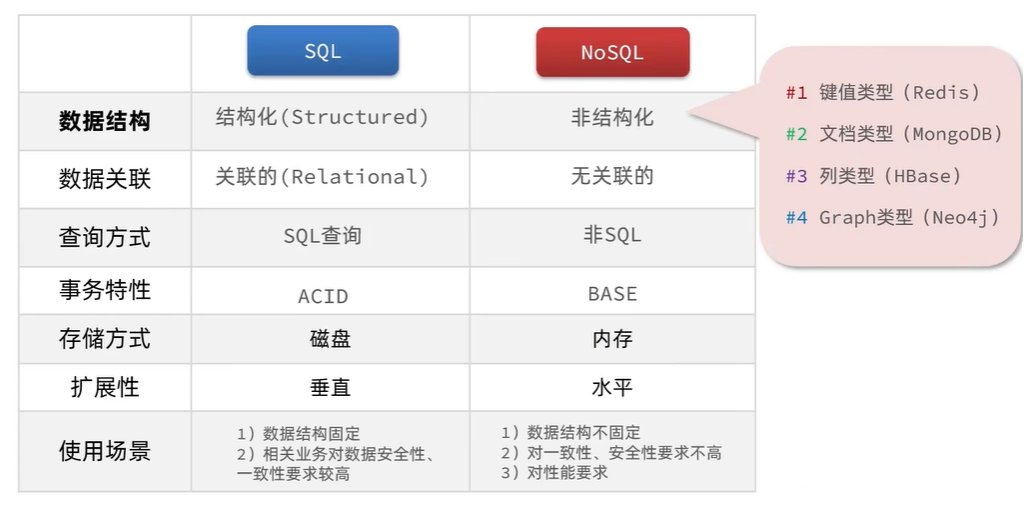 SQL
NoSQL
数据结构
结构化(Structured)
非结构化
#1 键值类型（Redis)
#2 文档类型（MongoDB)
#3 列类型（HBase)
#4 Graph类型（Neo4j)
数据关联
关联的(Relational)
无关联的
查询方式
SQL查询
非SQL
事务特性
ACID
BASE
存储方式
磁盘
内存
扩展性
垂直
水平
使用场景
1）数据结构固定
2）相关业务对数据安全性、
一致性要求较高
1）数据结构不固定
2）对一致性、安全性要求不高
3）对性能要求